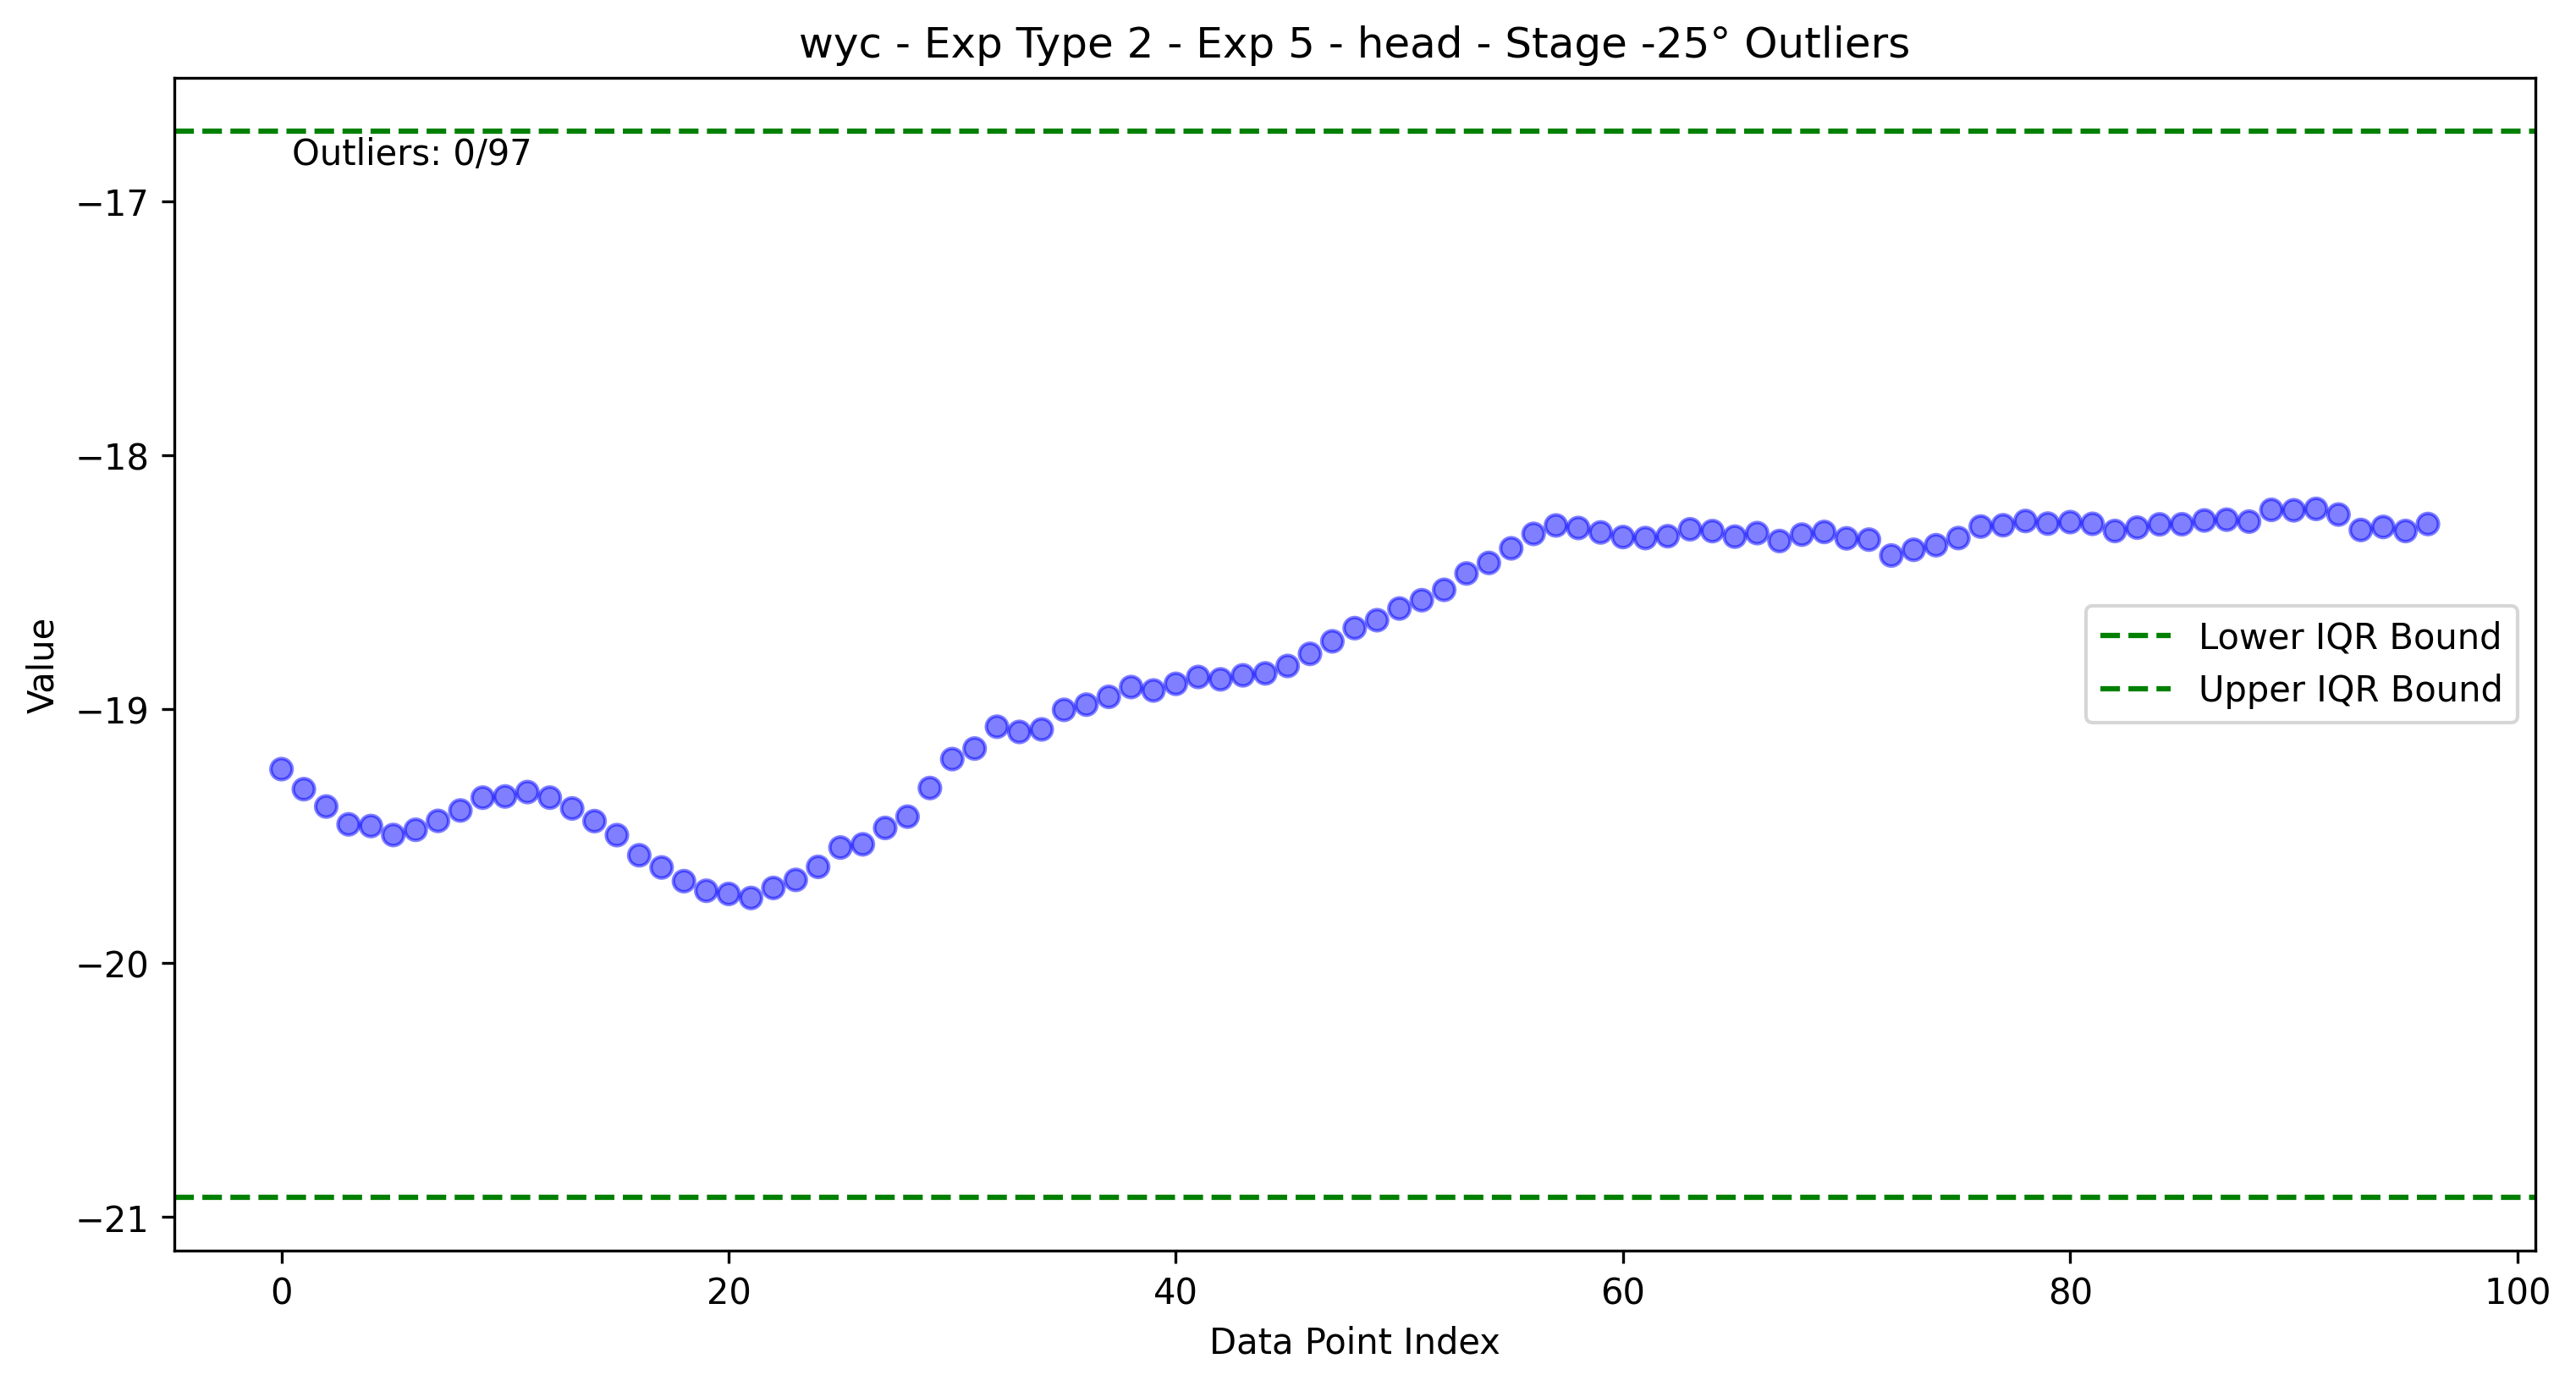 wyc - Exp Type 2 - Exp 5 - head - Stage -25° Outliers
Outliers: 0/97
−17
−18
−19
−20
−21
Value
Lower IQR Bound
Upper IQR Bound
0 20 40 60 80 100
Data Point Index